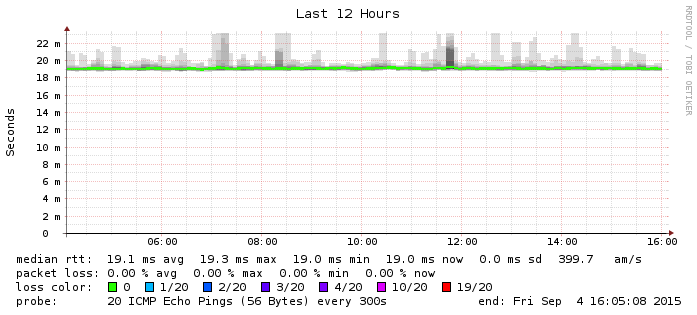 Last 12 Hours
RRDTOOL / TOBI OETIKER
Seconds
22 m
20 m
18 m
16 m
14 m
12 m
10 m
8 m
6 m
4 m
2 m
0
06:00 08:00 10:00 12:00 14:00 16:00
median rtt: 19.1 ms avg 19.3 ms max 19.0 ms min 19.0 ms now 0.0 ms sd 399.7 am/s
packet loss: 0.00 % avg 0.00 % max 0.00 % min 0.00 % now
loss color: 0 1/20 2/20 3/20 4/20 10/20 19/20
probe: 20 ICMP Echo Pings (56 Bytes) every 300s end: Fri Sep 4 16:05:08 2015